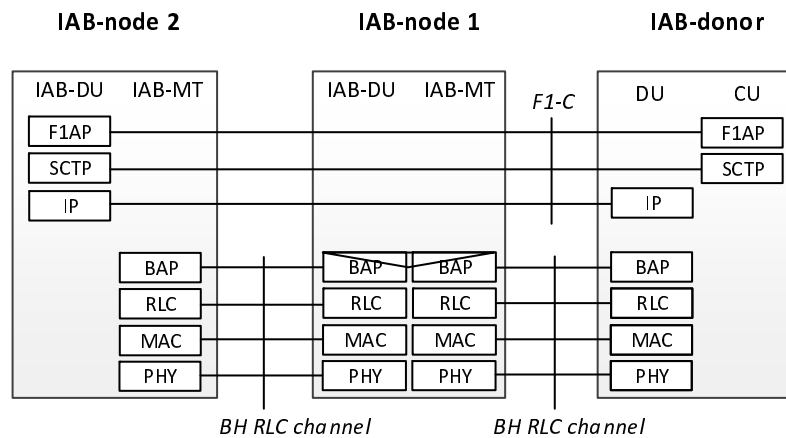 IAB-node 2 IAB-node 1 IAB-donor
IAB-DU IAB-MT IAB-DU IAB-MT F1-C DU CU
F1AP F1AP
SCTP SCTP
IP IP
BAP BAP BAP BAP
RLC RLC RLC RLC
MAC MAC MAC MAC
PHY PHY PHY PHY
BH RLC channel BH RLC channel